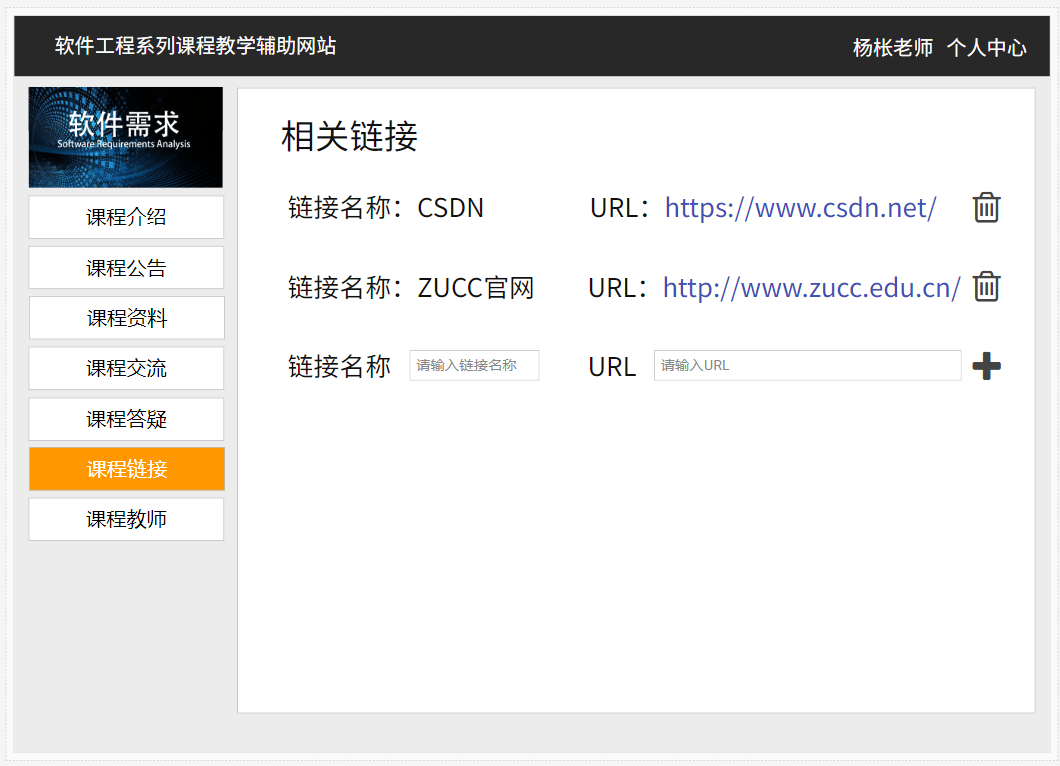 软件工程系列课程教学辅助网站
杨枨老师 个人中心
软件需求
Software Requirements Analysis
课程介绍
课程公告
课程资料
课程交流
课程答疑
课程链接
课程教师
相关链接
链接名称：CSDN URL：https://www.csdn.net/
链接名称：ZUCC官网 URL：http://www.zucc.edu.cn/
链接名称 请输入链接名称 URL 请输入URL